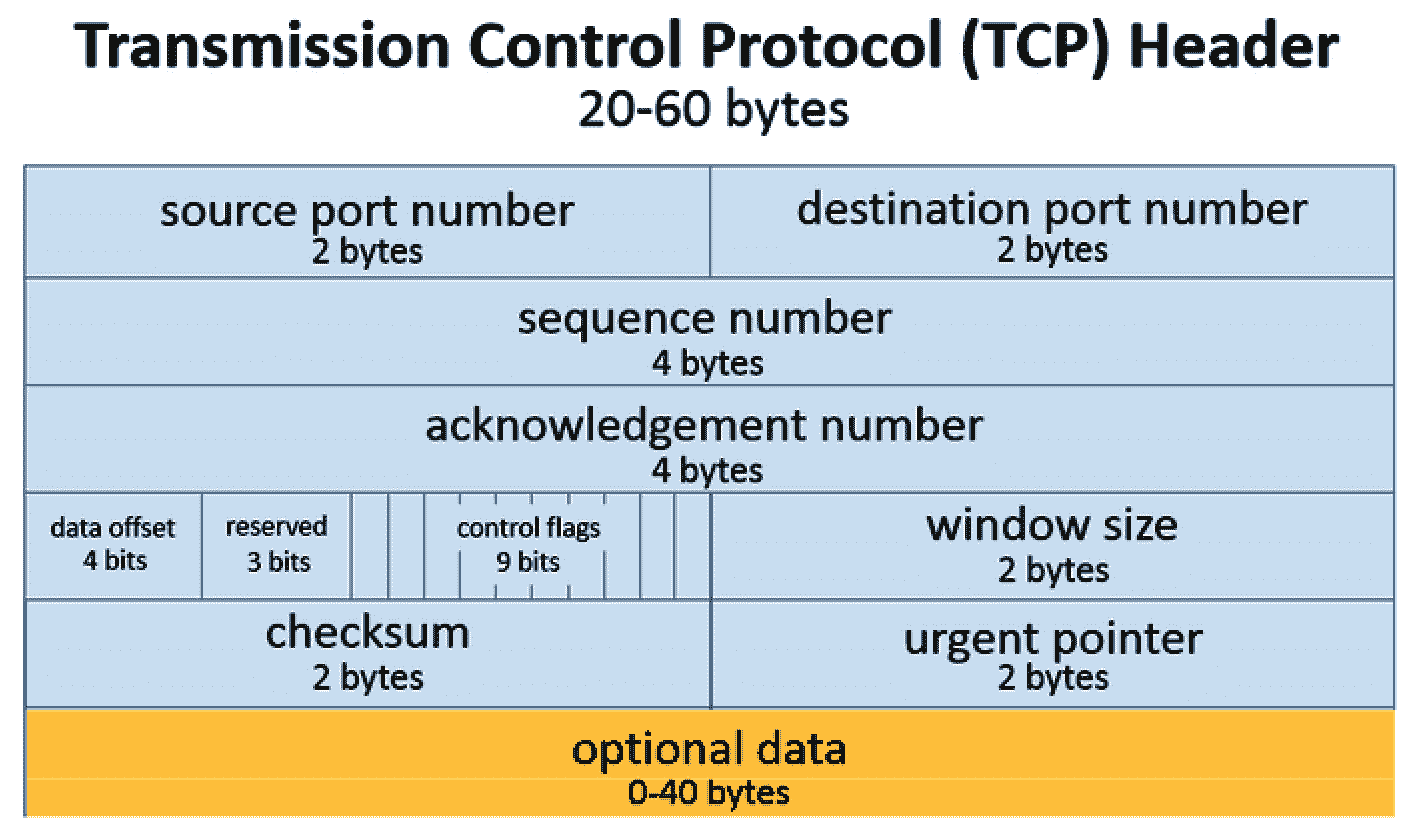 Transmission Control Protocol (TCP) Header
20-60 bytes
source port number
2 bytes
destination port number
2 bytes
sequence number
4 bytes
acknowledgement number
4 bytes
data offset
4 bits
reserved
3 bits
control flags
9 bits
window size
2 bytes
checksum
2 bytes
urgent pointer
2 bytes
optional data
0-40 bytes